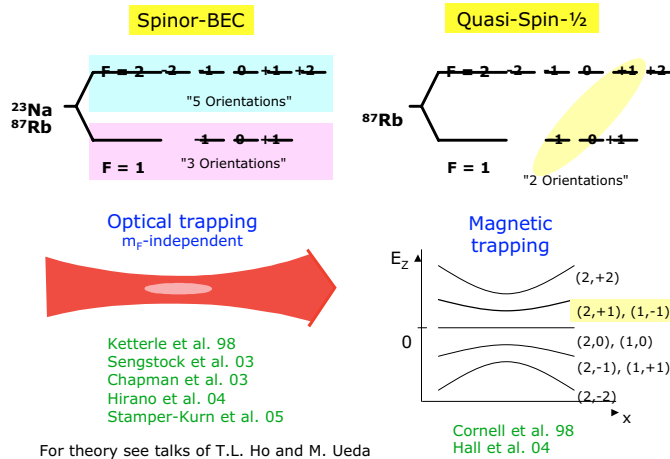 Spinor-BEC
F = 2 -2 -1 0 +1 +2
"5 Orientations"
23Na
87Rb
-1 0 +1
"3 Orientations"
F = 1
Optical trapping
mF-independent
Ketterle et al. 98
Sengstock et al. 03
Chapman et al. 03
Hirano et al. 04
Stamper-Kurn et al. 05
For theory see talks of T.L. Ho and M. Ueda
Quasi-Spin-½
F = 2 -2 -1 0 +1 +2
87Rb
-1 0 +1
F = 1
"2 Orientations"
Magnetic
trapping
EZ
(2,+2)
(2,+1), (1,-1)
0
(2,0), (1,0)
(2,-1), (1,+1)
(2,-2)
x
Cornell et al. 98
Hall et al. 04